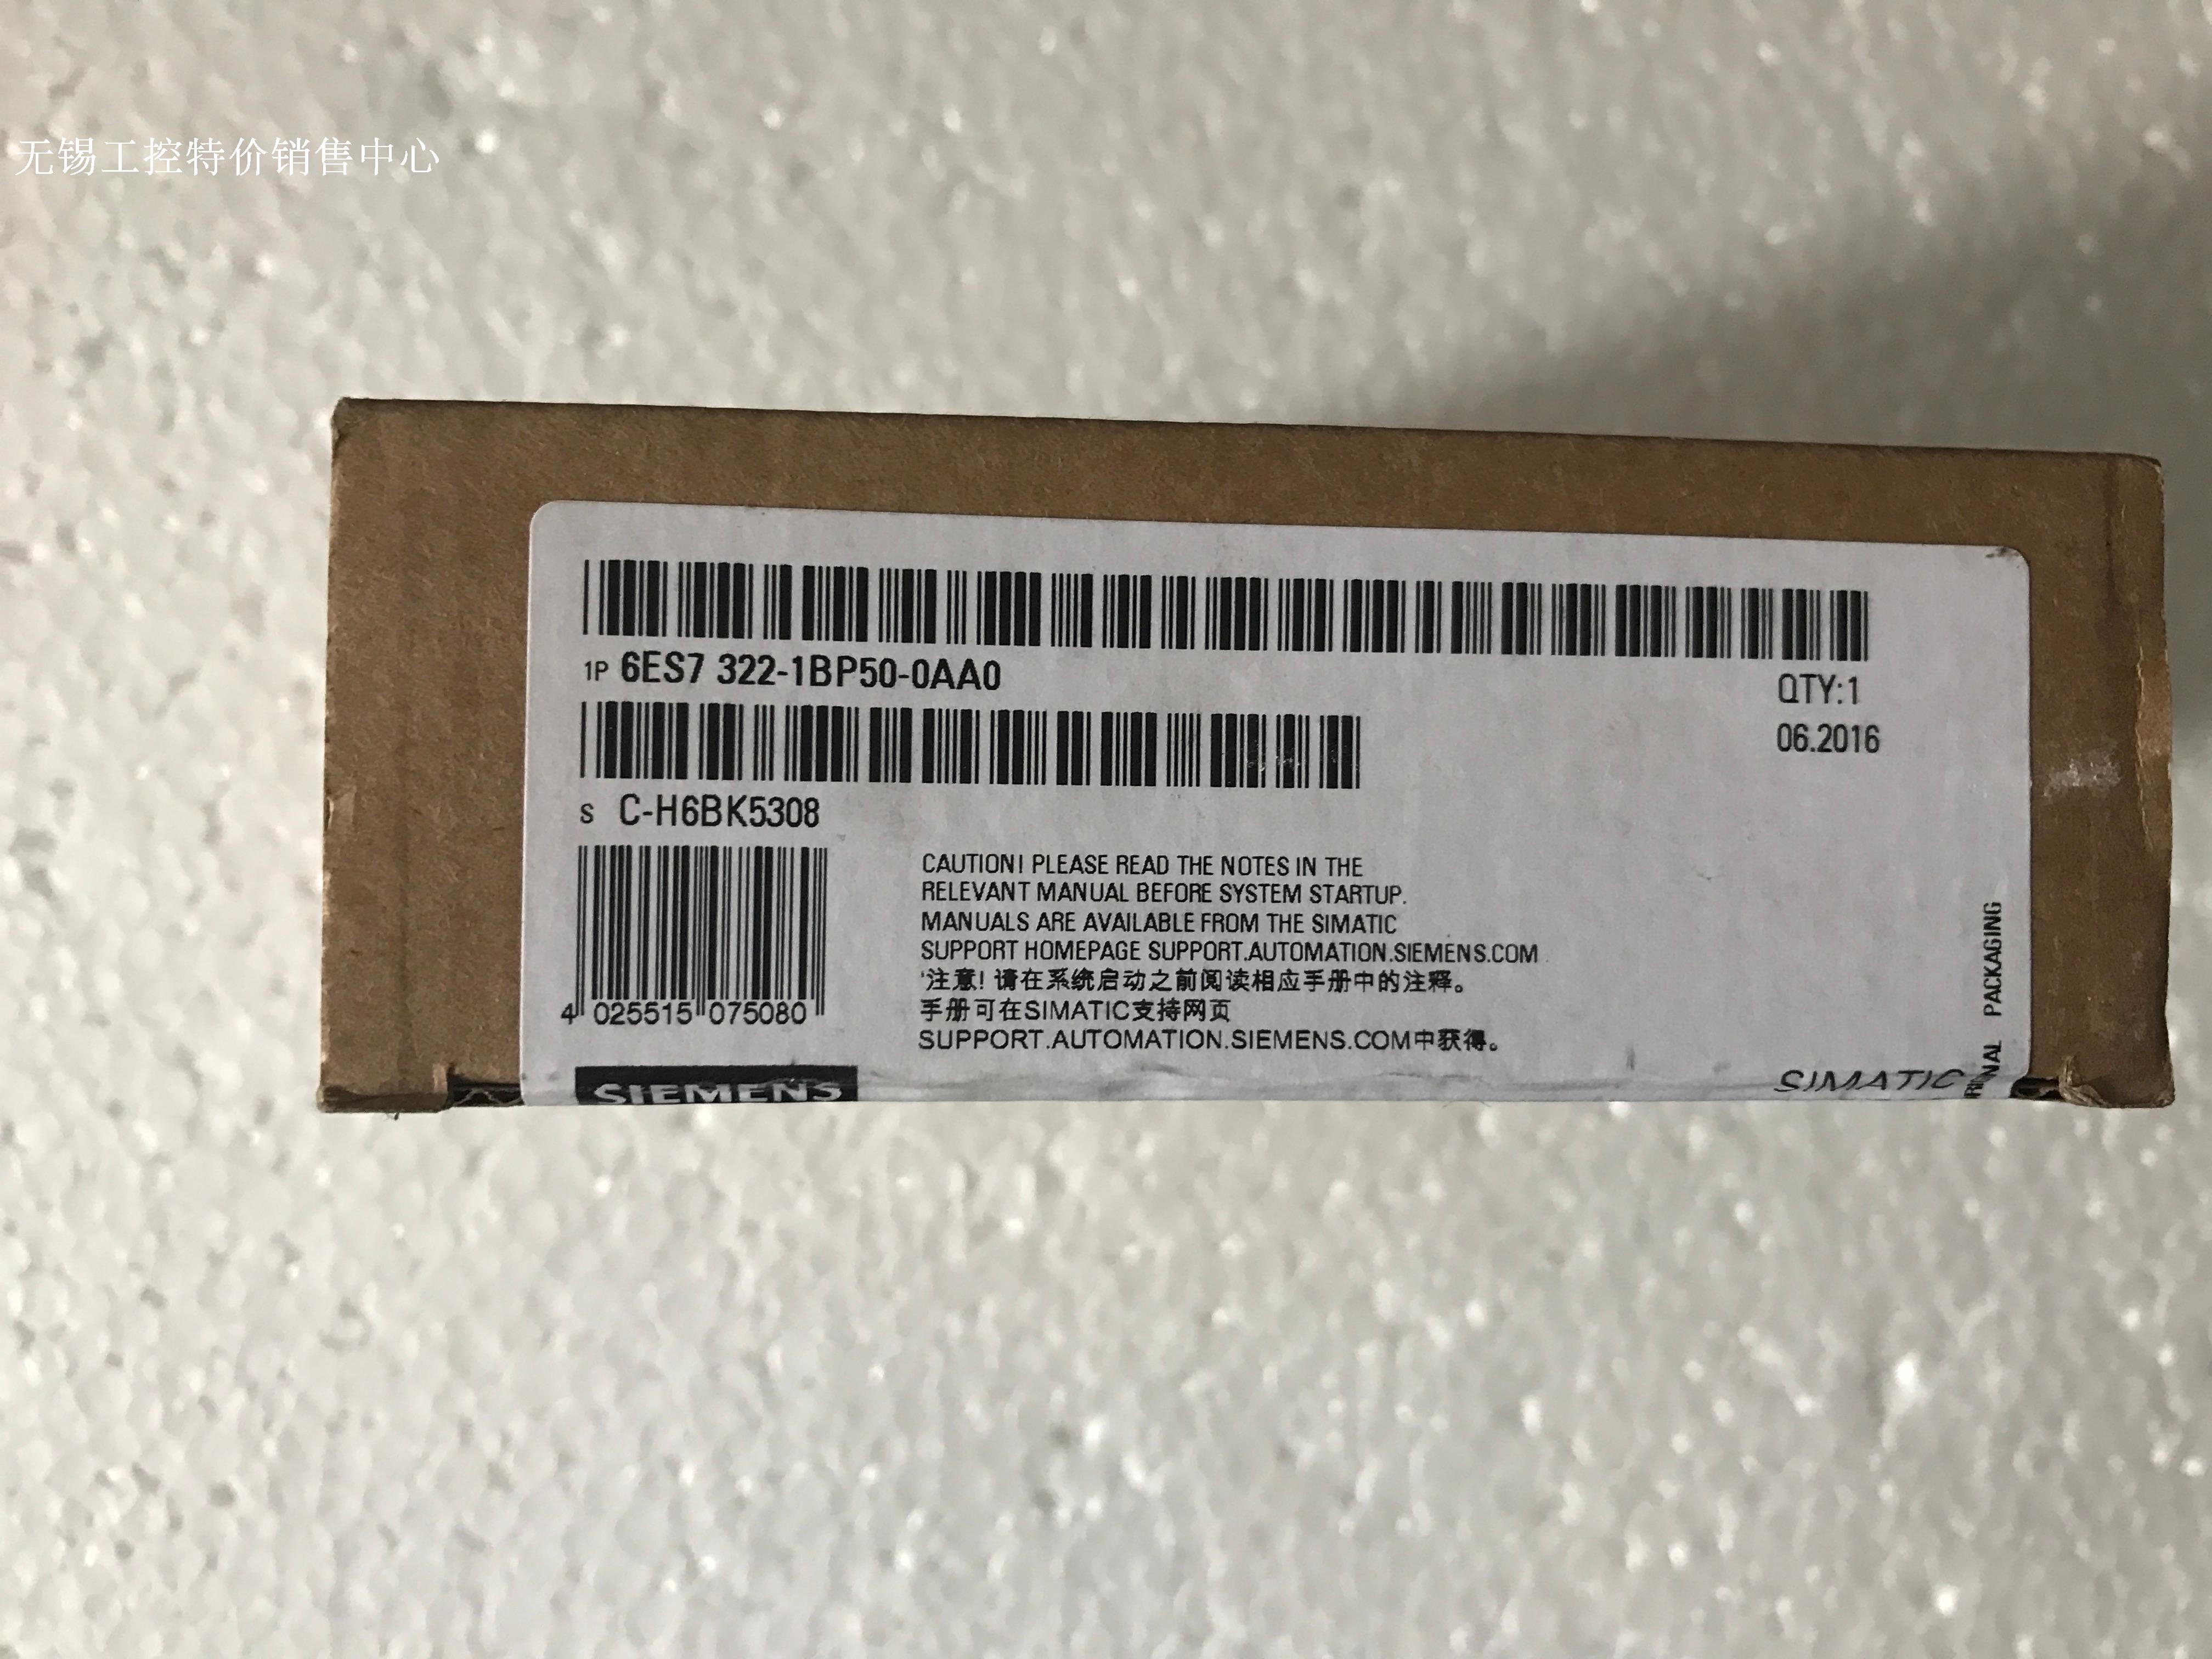 无锡工控特价销售中心
1P 6ES7 322-1BP50-0AA0
QTY:1
06.2016
S C-H6BK5308
CAUTION! PLEASE READ THE NOTES IN THE
RELEVANT MANUAL BEFORE SYSTEM STARTUP.
MANUALS ARE AVAILABLE FROM THE SIMATIC
SUPPORT HOMEPAGE SUPPORT.AUTOMATION.SIEMENS.COM
'注意! 请在系统启动之前阅读相应手册中的注释。
手册可在SIMATIC支持网页
SUPPORT.AUTOMATION.SIEMENS.COM中获得。
4 025515 075080
SIEMENS
SIMATIC
PACKAGING